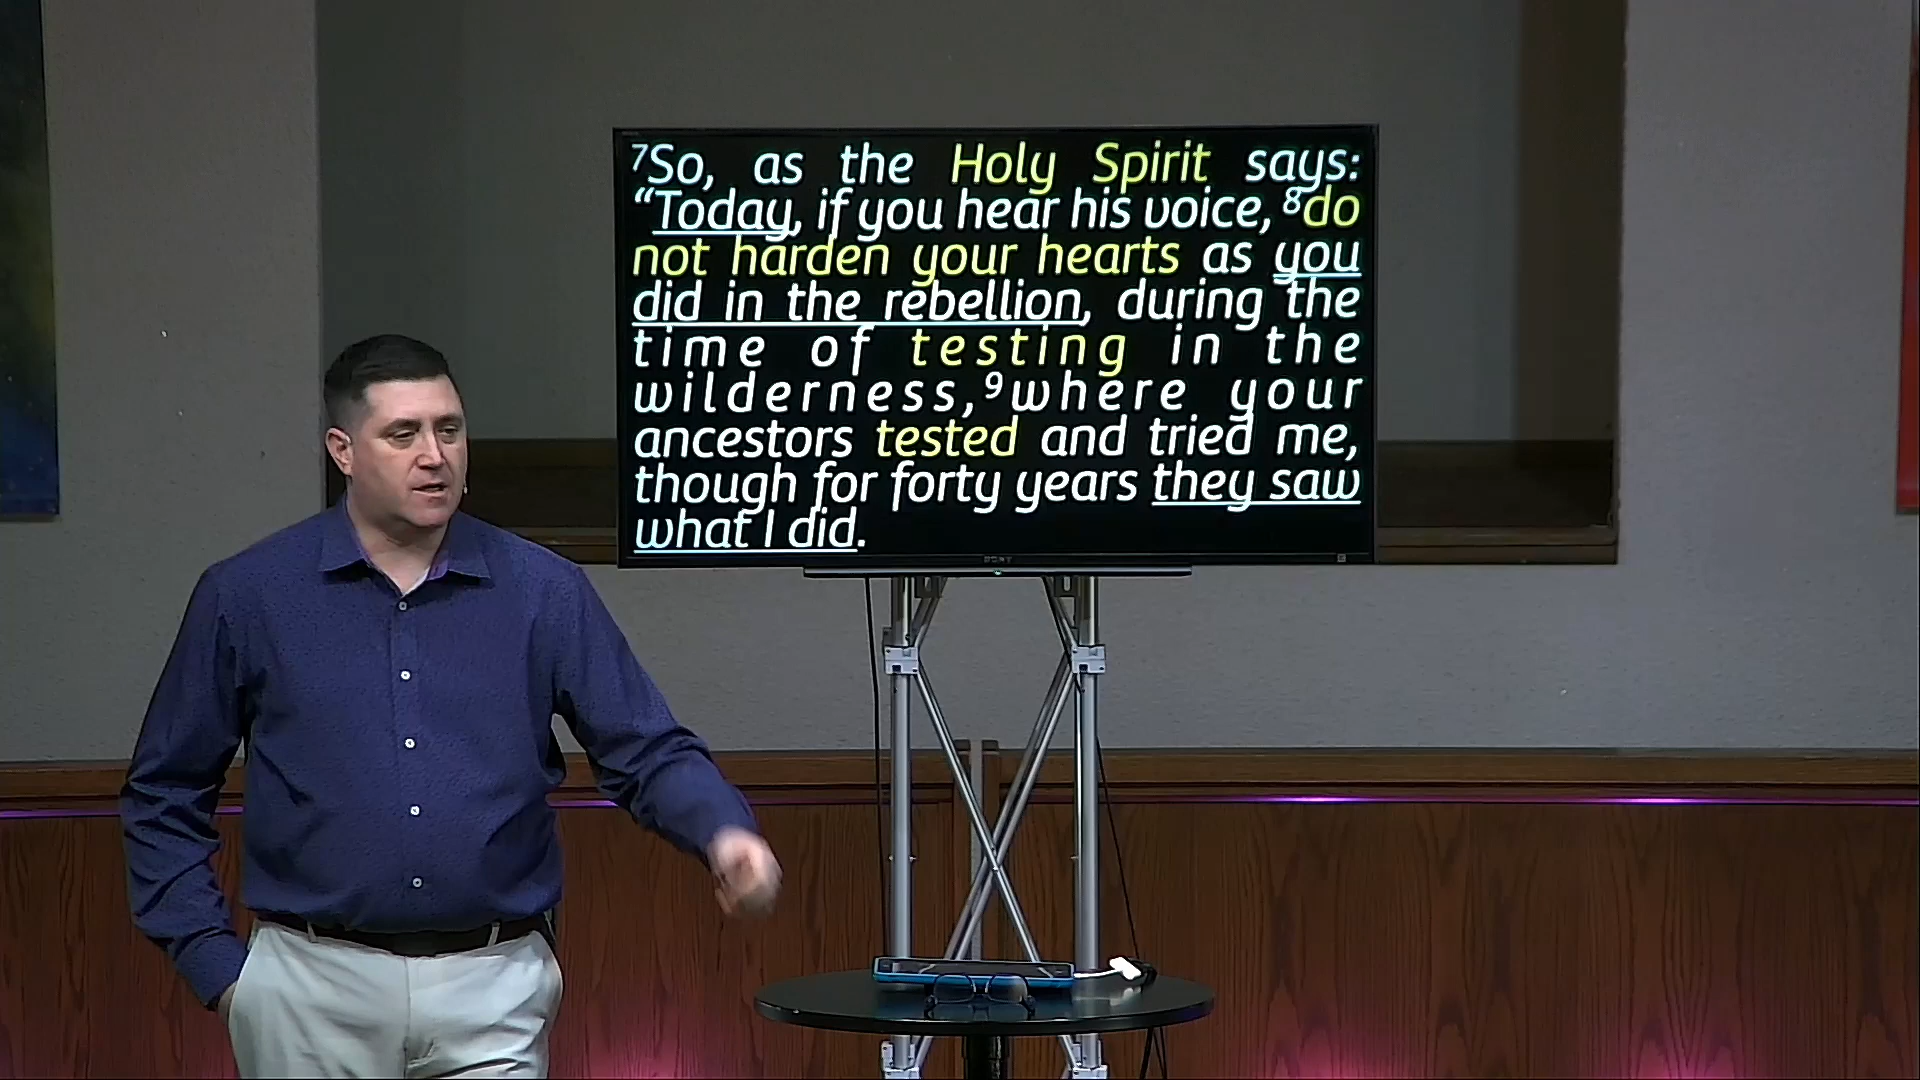 ⁷So, as the Holy Spirit says:
“Today, if you hear his voice, ⁸do
not harden your hearts as you
did in the rebellion, during the
time of testing in the
wilderness, ⁹where your
ancestors tested and tried me,
though for forty years they saw
what I did.
SONY